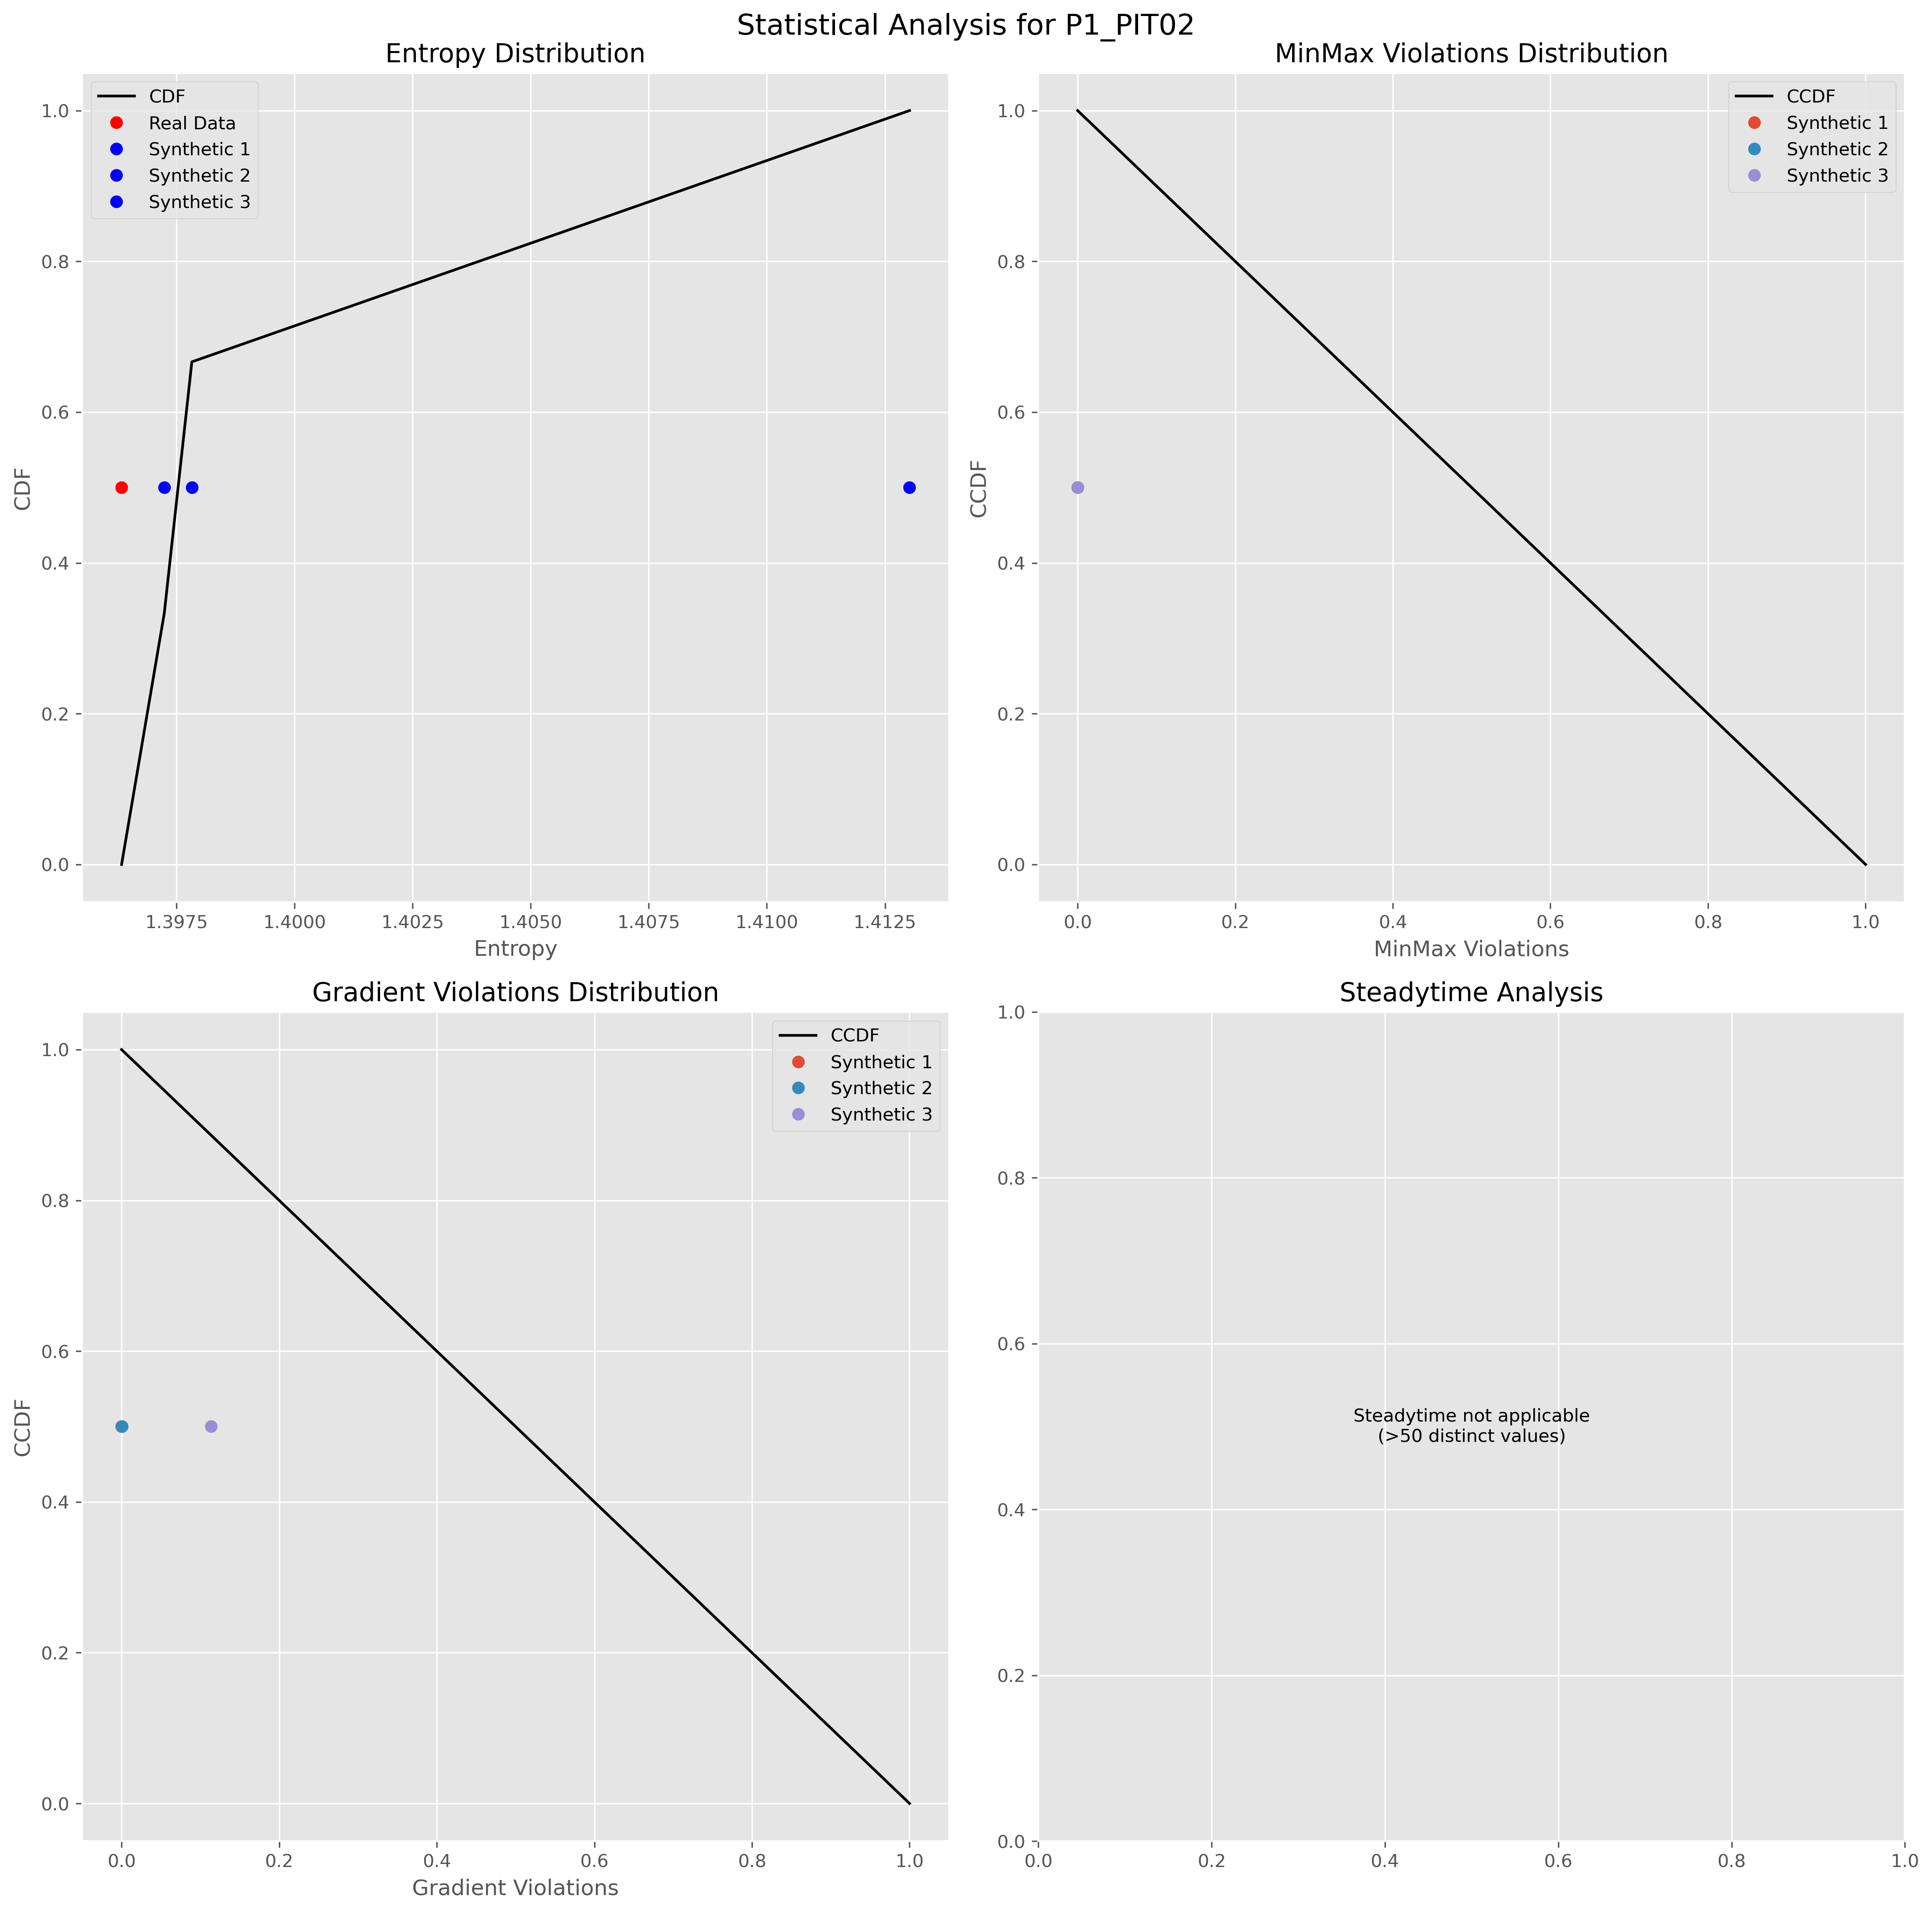 Statistical Analysis for P1_PIT02
Entropy Distribution
CDF
Real Data
Synthetic 1
Synthetic 2
Synthetic 3
1.0
0.8
0.6
0.4
0.2
0.0
CDF
1.3975 1.4000 1.4025 1.4050 1.4075 1.4100 1.4125
Entropy
MinMax Violations Distribution
CCDF
Synthetic 1
Synthetic 2
Synthetic 3
1.0
0.8
0.6
0.4
0.2
0.0
CCDF
0.0 0.2 0.4 0.6 0.8 1.0
MinMax Violations
Gradient Violations Distribution
CCDF
Synthetic 1
Synthetic 2
Synthetic 3
1.0
0.8
0.6
0.4
0.2
0.0
CCDF
0.0 0.2 0.4 0.6 0.8 1.0
Gradient Violations
Steadytime Analysis
1.0
0.8
0.6
0.4
0.2
0.0
Steadytime not applicable
(>50 distinct values)
0.0 0.2 0.4 0.6 0.8 1.0